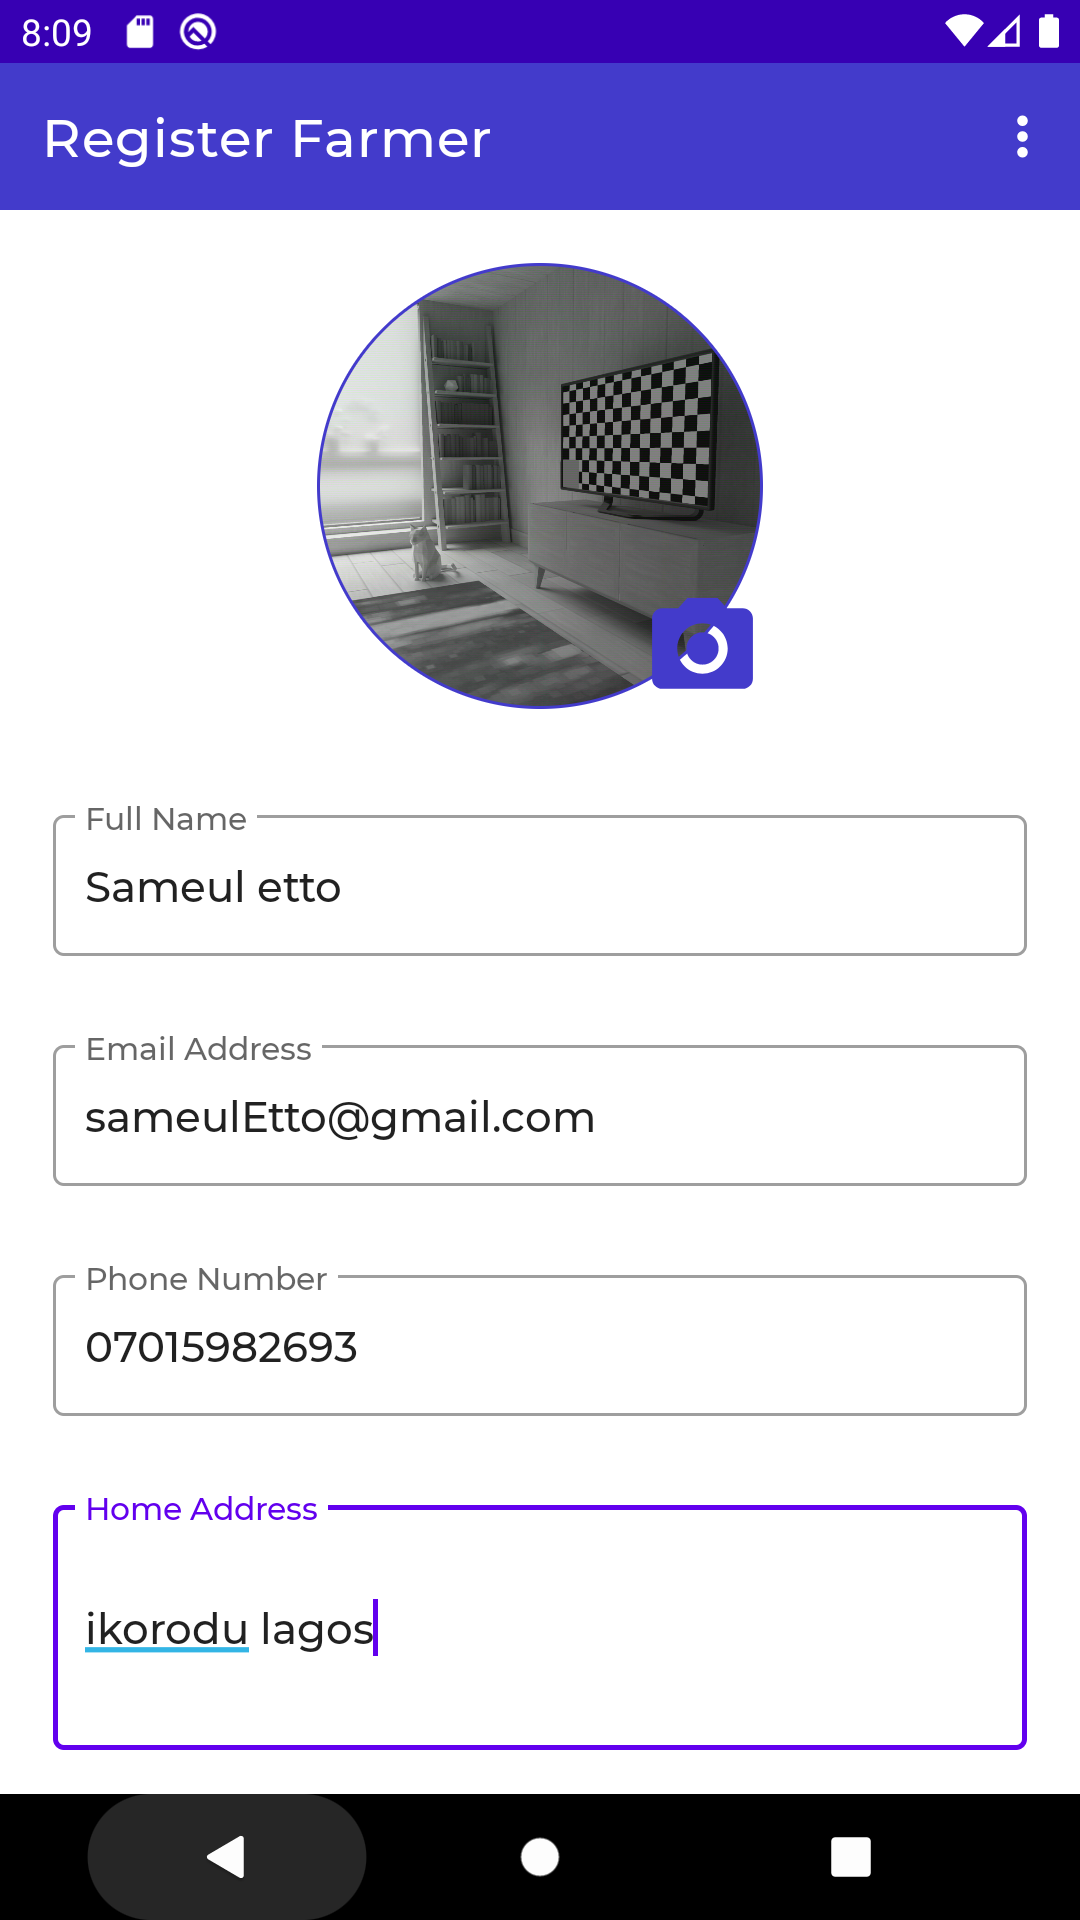 8:09
Register Farmer
Full Name
Sameul etto
Email Address
sameulEtto@gmail.com
Phone Number
07015982693
Home Address
ikorodu lagos